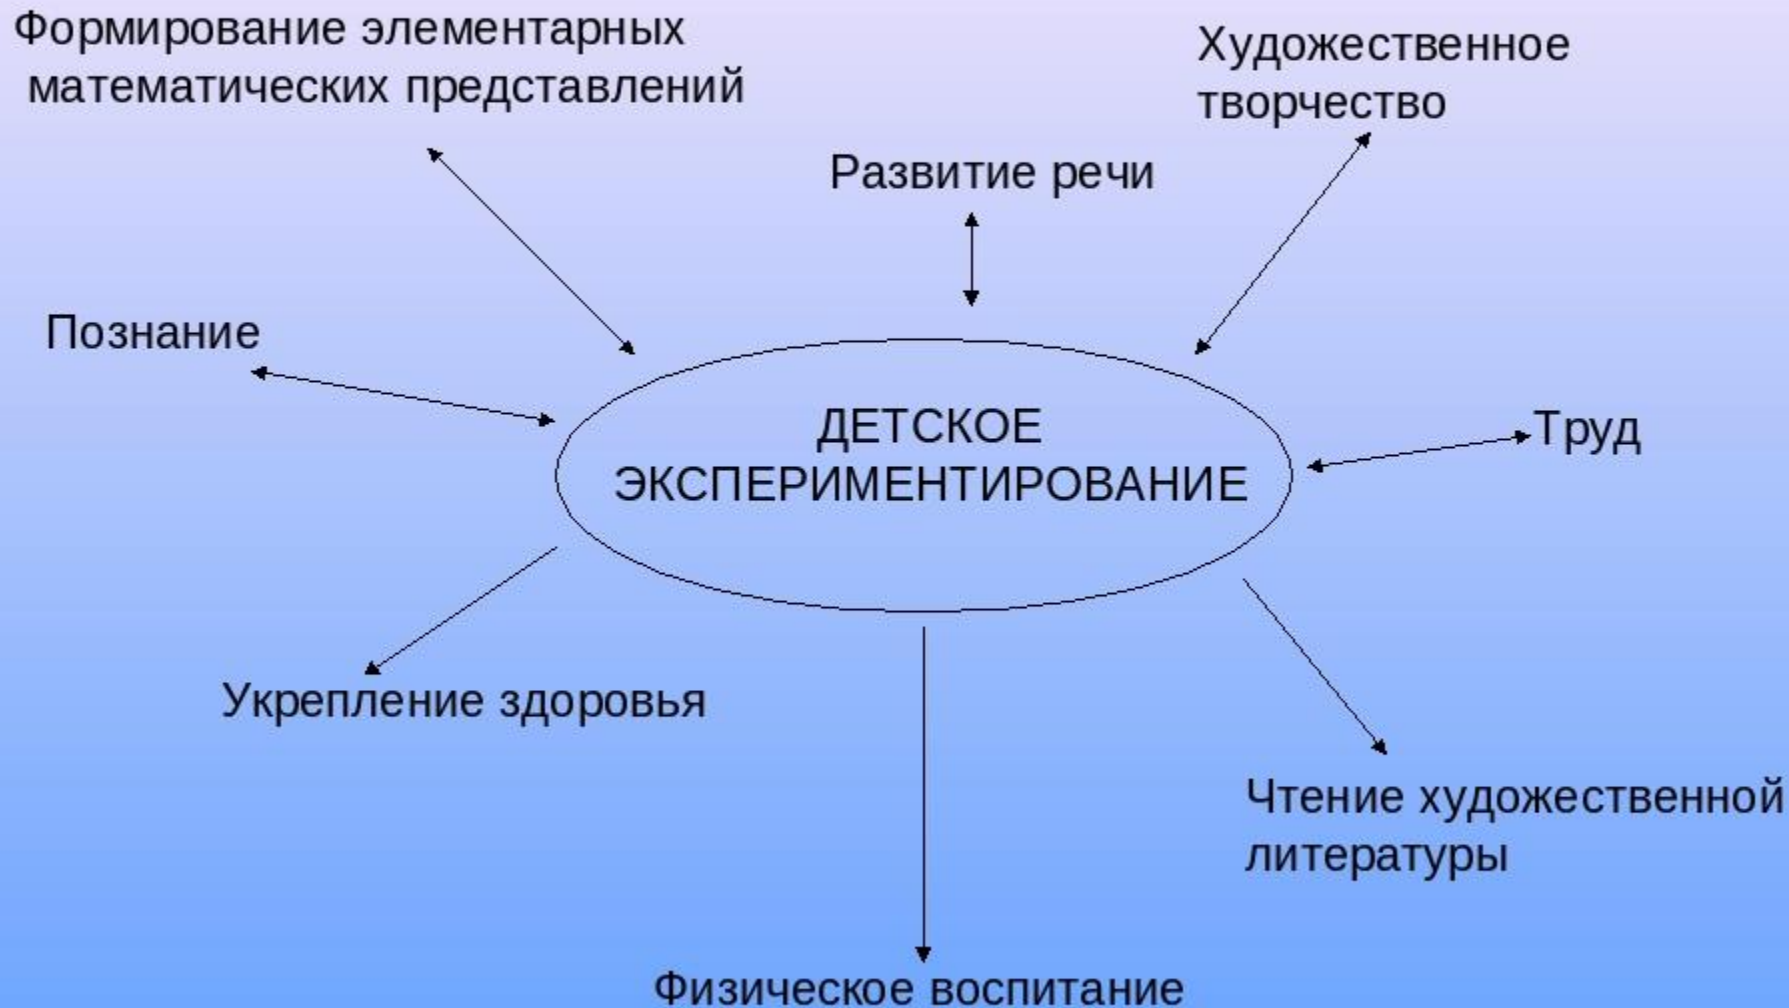 Формирование элементарных
математических представлений
Художественное
творчество
Развитие речи
Познание
ДЕТСКОЕ
ЭКСПЕРИМЕНТИРОВАНИЕ
Труд
Укрепление здоровья
Чтение художественной
литературы
Физическое воспитание